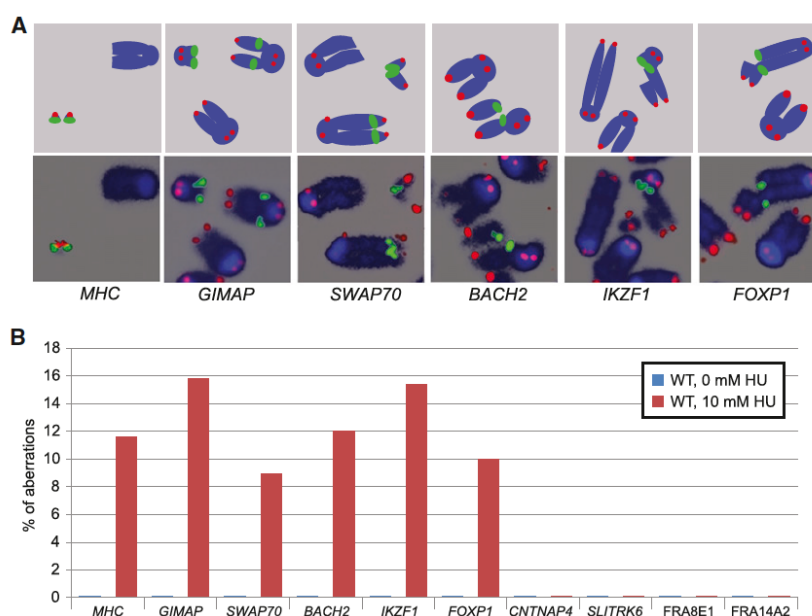 A
MHC GIMAP SWAP70 BACH2 IKZF1 FOXP1
B
18
16
14
12
10
8
6
4
2
0
% of aberrations
WT, 0 mM HU
WT, 10 mM HU
MHC GIMAP SWAP70 BACH2 IKZF1 FOXP1 CNTNAP4 SLITRK6 FRA8E1 FRA14A2